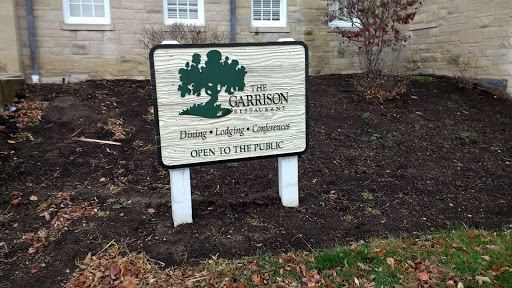 THE
GARRISON
RESTAURANT
Dining • Lodging • Conferences
OPEN TO THE PUBLIC